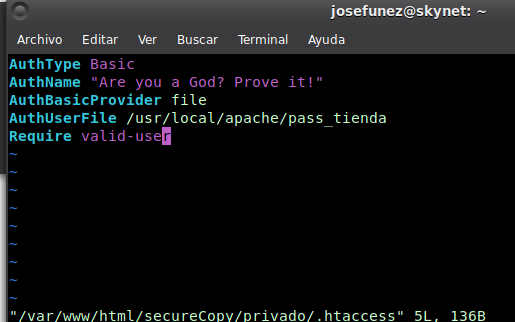 josefunez@skynet: ~
Archivo Editar Ver Buscar Terminal Ayuda
AuthType Basic
AuthName "Are you a God? Prove it!"
AuthBasicProvider file
AuthUserFile /usr/local/apache/pass_tienda
Require valid-user
~
~
~
~
~
~
~
~
~
"/var/www/html/secureCopy/privado/.htaccess" 5L, 136B